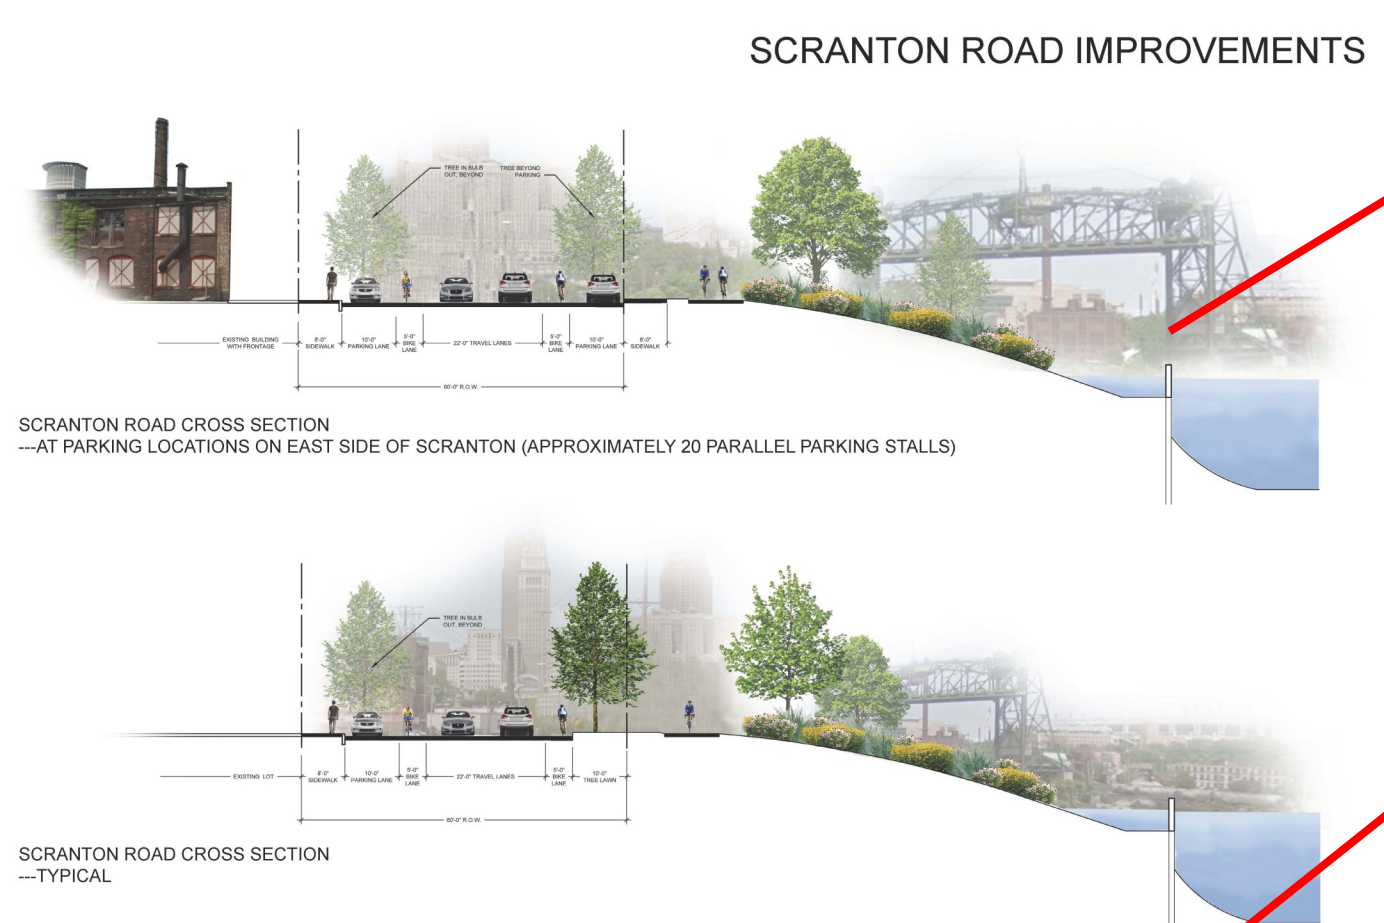 SCRANTON ROAD IMPROVEMENTS
TREE IN BULB
OUT, BEYOND
TREE BEYOND
PARKING
EXISTING BUILDING
WITH FRONTAGE
8'-0"
SIDEWALK
10'-0"
PARKING LANE
5'-0"
BIKE
LANE
22'-0" TRAVEL LANES
5'-0"
BIKE
LANE
10'-0"
PARKING LANE
8'-0"
SIDEWALK
60'-0" R.O.W.
SCRANTON ROAD CROSS SECTION
---AT PARKING LOCATIONS ON EAST SIDE OF SCRANTON (APPROXIMATELY 20 PARALLEL PARKING STALLS)
TREE IN BULB
OUT, BEYOND
EXISTING LOT
8'-0"
SIDEWALK
10'-0"
PARKING LANE
5'-0"
BIKE
LANE
22'-0" TRAVEL LANES
5'-0"
BIKE
LANE
10'-0"
TREE LAWN
60'-0" R.O.W.
SCRANTON ROAD CROSS SECTION
---TYPICAL